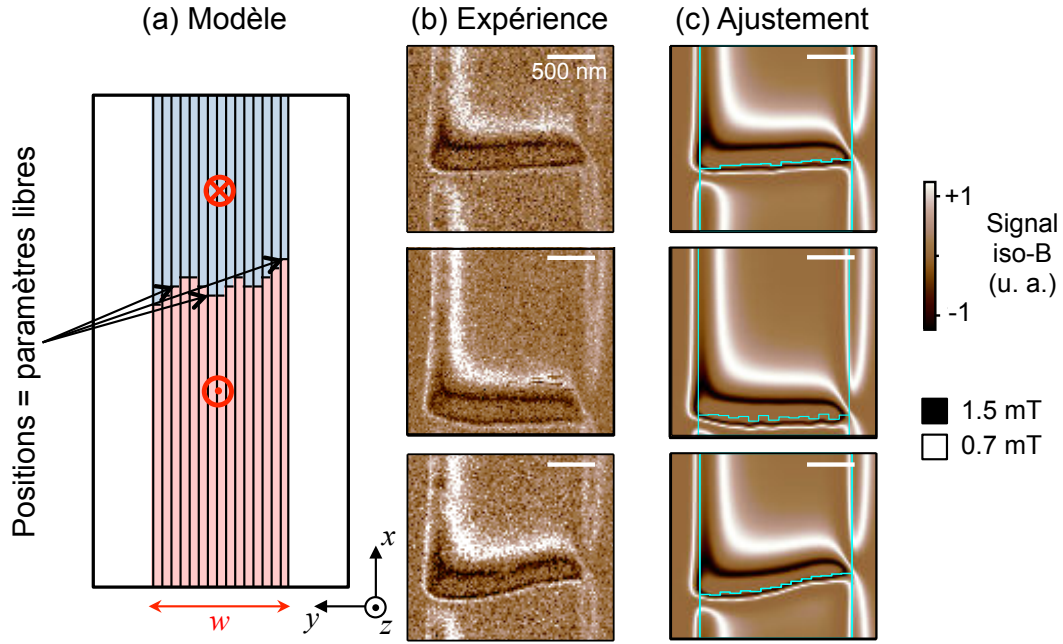 (a) Modèle
(b) Expérience
(c) Ajustement
Positions = paramètres libres
w
x
y
z
500 nm
+1
-1
Signal
iso-B
(u. a.)
1.5 mT
0.7 mT